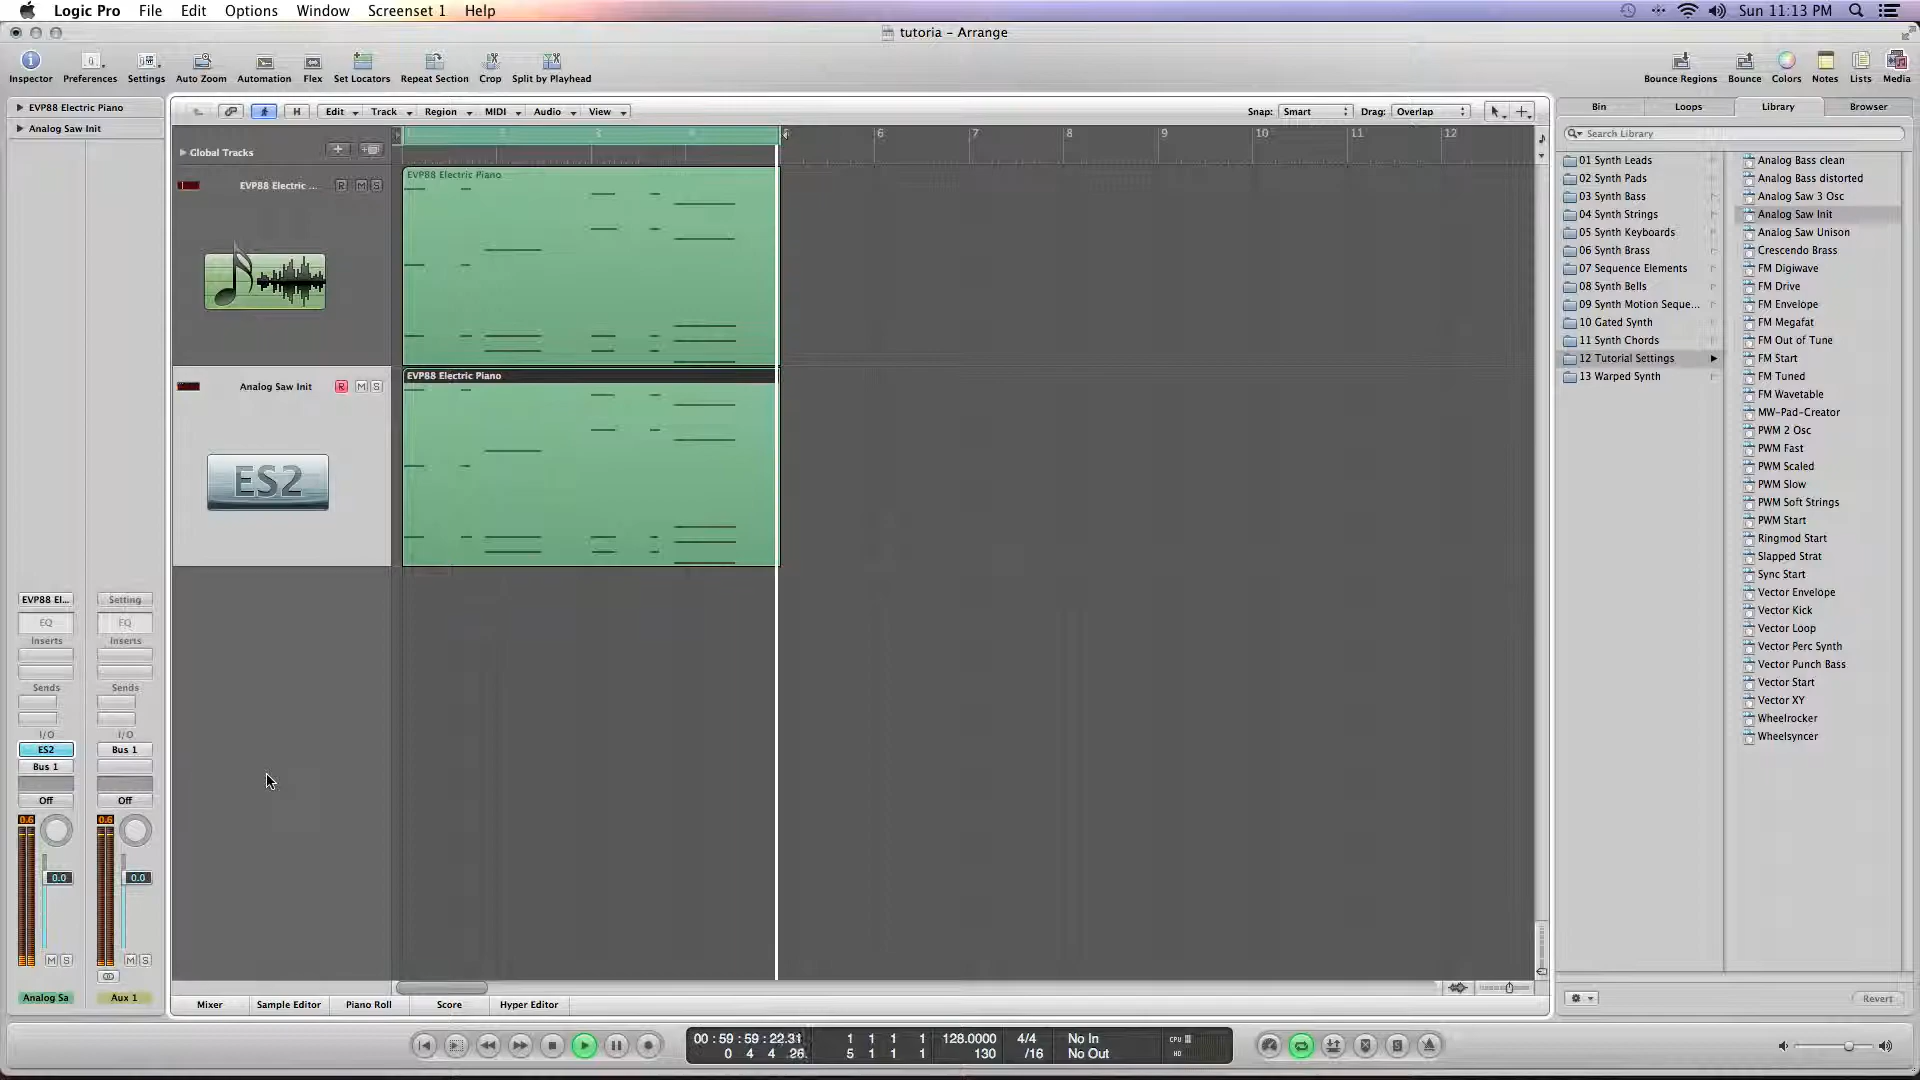 Logic Pro File Edit Options Window Screenset 1 Help Sun 11:13 PM
tutoria – Arrange
Inspector Preferences Settings Auto Zoom Automation Flex Set Locators Repeat Section Crop Split by Playhead Bounce Regions Bounce Colors Notes Lists Media
EVP88 Electric Piano
Analog Saw Init
H Edit Track Region MIDI Audio View Snap: Smart Drag: Overlap
Bin Loops Library Browser
Search Library
Global Tracks
5 6 7 8 9 10 11 12
EVP88 Electric ... R M S
EVP88 Electric Piano
Analog Saw Init R M S
EVP88 Electric Piano
ES2
01 Synth Leads
02 Synth Pads
03 Synth Bass
04 Synth Strings
05 Synth Keyboards
06 Synth Brass
07 Sequence Elements
08 Synth Bells
09 Synth Motion Seque...
10 Gated Synth
11 Synth Chords
12 Tutorial Settings
13 Warped Synth
Analog Bass clean
Analog Bass distorted
Analog Saw 3 Osc
Analog Saw Init
Analog Saw Unison
Crescendo Brass
FM Digiwave
FM Drive
FM Envelope
FM Megafat
FM Out of Tune
FM Start
FM Tuned
FM Wavetable
MW-Pad-Creator
PWM 2 Osc
PWM Fast
PWM Scaled
PWM Slow
PWM Soft Strings
PWM Start
Ringmod Start
Slapped Strat
Sync Start
Vector Envelope
Vector Kick
Vector Loop
Vector Perc Synth
Vector Punch Bass
Vector Start
Vector XY
Wheelrocker
Wheelsyncer
EVP88 El... Setting
EQ EQ
Inserts Inserts
Sends Sends
I/O I/O
ES2 Bus 1
Bus 1
Off Off
0.6 0.6
0.0 0.0
M S M S
Analog Sa Aux 1
Mixer Sample Editor Piano Roll Score Hyper Editor
Revert
00:59:59:22.31 1 1 1 1 128.0000 4/4 No In CPU
0 4 4 26. 5 1 1 1 130 /16 No Out HD